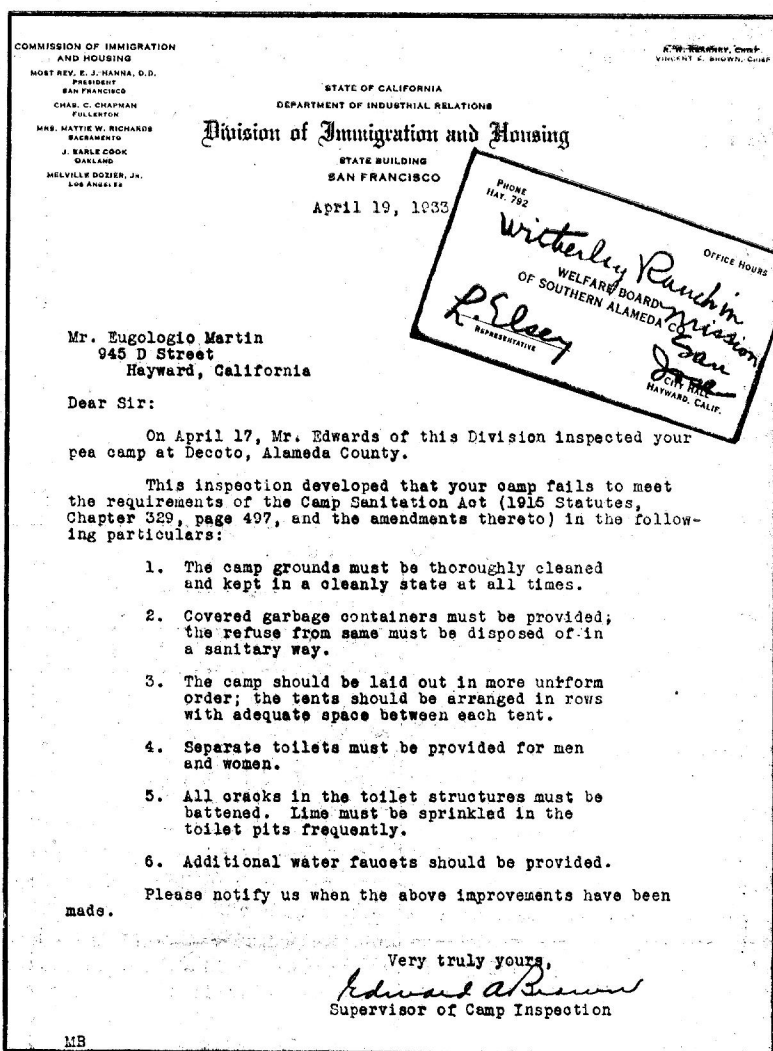 COMMISSION OF IMMIGRATION
AND HOUSING
MOST REV. E. J. HANNA, D.D.
PRESIDENT
SAN FRANCISCO
CHAS. C. CHAPMAN
FULLERTON
MRS. MATTIE W. RICHARDS
SACRAMENTO
J. EARLE COOK
OAKLAND
MELVILLE DOZIER, JR.
LOS ANGELES
R. W. KEARNEY, CHIEF
VINCENT S. BROWN, CHIEF
STATE OF CALIFORNIA
DEPARTMENT OF INDUSTRIAL RELATIONS
Division of Immigration and Housing
STATE BUILDING
SAN FRANCISCO
April 19, 1933
PHONE
HAY. 792
OFFICE HOURS
Witherley Ranch in
Mission
San
Jose
WELFARE BOARD
OF SOUTHERN ALAMEDA CO.
L. Elsey
REPRESENTATIVE
CITY HALL
HAYWARD, CALIF.
Mr. Eugologio Martin
945 D Street
Hayward, California
Dear Sir:
On April 17, Mr. Edwards of this Division inspected your
pea camp at Decoto, Alameda County.
This inspection developed that your camp fails to meet
the requirements of the Camp Sanitation Act (1915 Statutes,
Chapter 329, page 497, and the amendments thereto) in the follow-
ing particulars:
1. The camp grounds must be thoroughly cleaned
and kept in a cleanly state at all times.
2. Covered garbage containers must be provided;
the refuse from same must be disposed of in
a sanitary way.
3. The camp should be laid out in more uniform
order; the tents should be arranged in rows
with adequate space between each tent.
4. Separate toilets must be provided for men
and women.
5. All cracks in the toilet structures must be
battened. Lime must be sprinkled in the
toilet pits frequently.
6. Additional water faucets should be provided.
Please notify us when the above improvements have been
made.
Very truly yours,
Edward A Brown
Supervisor of Camp Inspection
MB